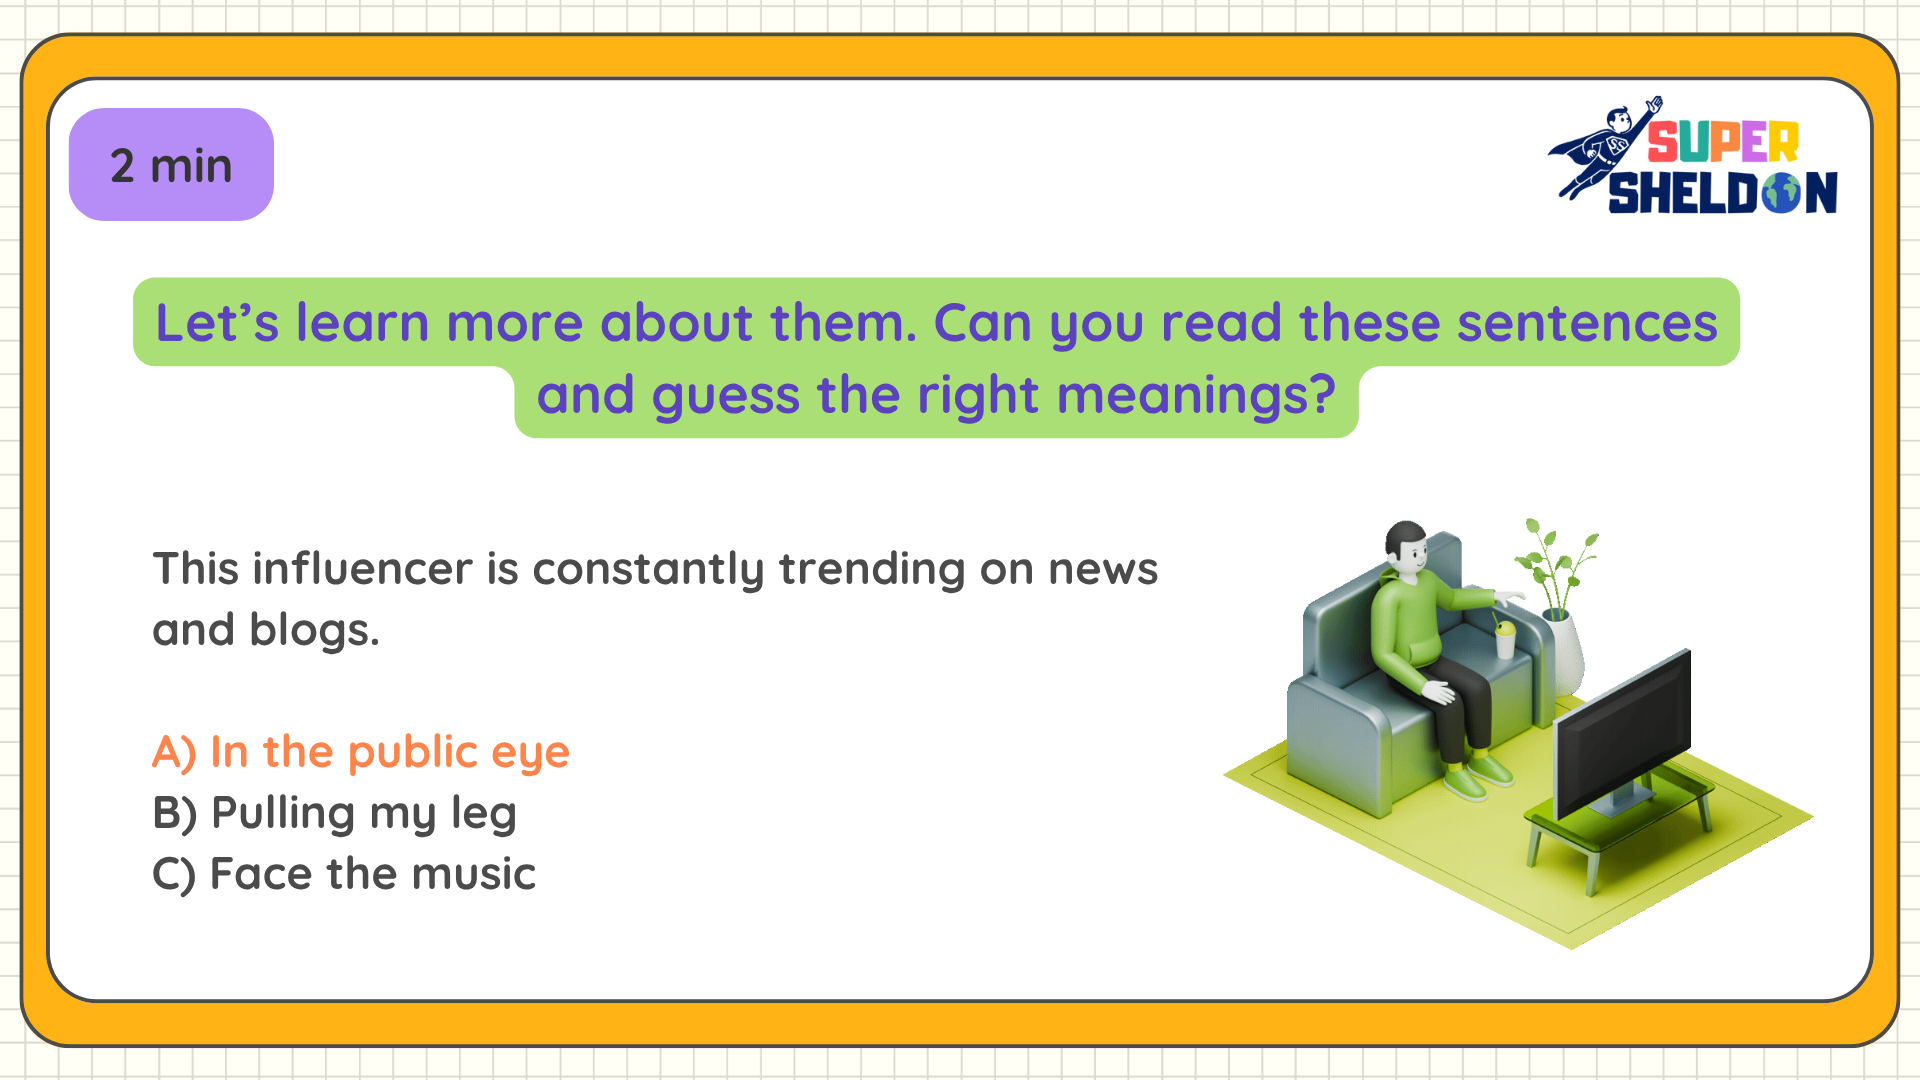 2 min
SUPER
SHELDON
Let’s learn more about them. Can you read these sentences
and guess the right meanings?
This influencer is constantly trending on news
and blogs.
A) In the public eye
B) Pulling my leg
C) Face the music